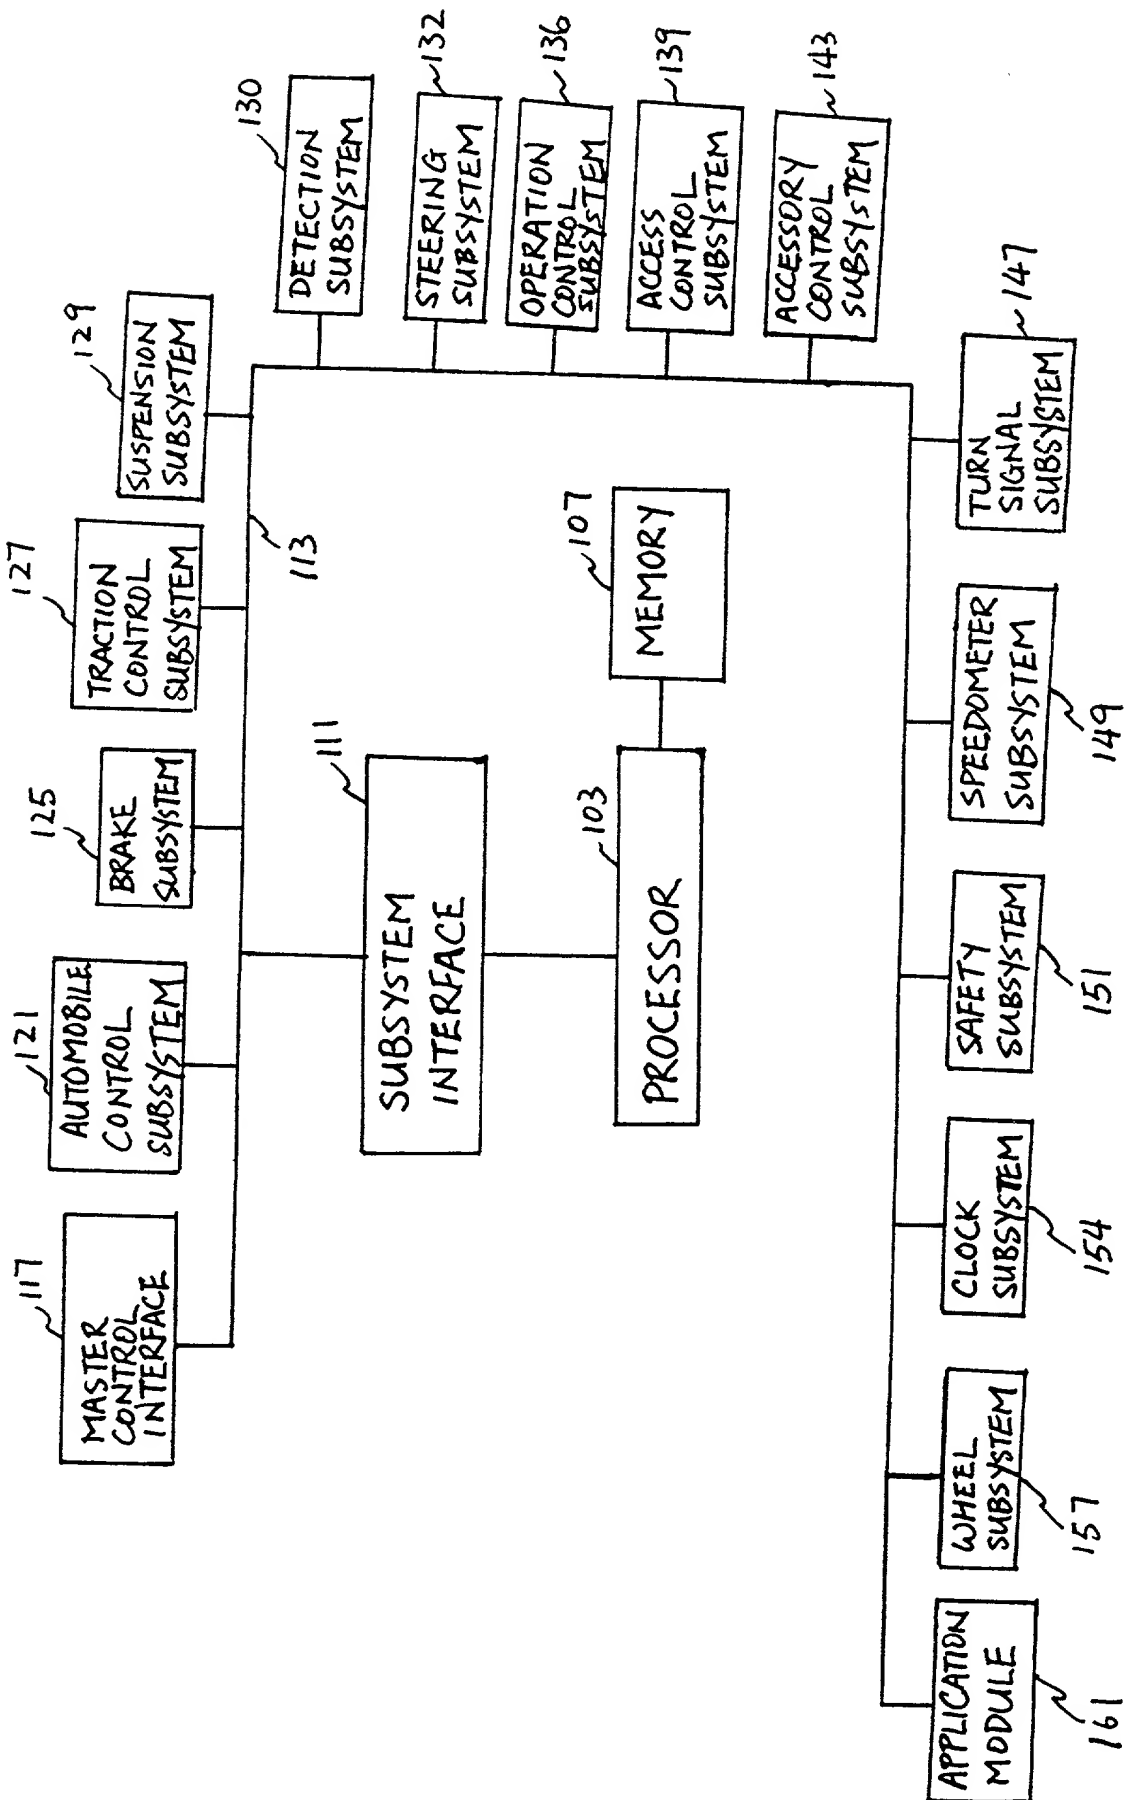 117
MASTER
CONTROL
INTERFACE
121
AUTOMOBILE
CONTROL
SUBSYSTEM
125
BRAKE
SUBSYSTEM
127
TRACTION
CONTROL
SUBSYSTEM
129
SUSPENSION
SUBSYSTEM
113
130
DETECTION
SUBSYSTEM
132
STEERING
SUBSYSTEM
136
OPERATION
CONTROL
SUBSYSTEM
139
ACCESS
CONTROL
SUBSYSTEM
143
ACCESSORY
CONTROL
SUBSYSTEM
111
SUBSYSTEM
INTERFACE
103
PROCESSOR
107
MEMORY
161
APPLICATION
MODULE
157
WHEEL
SUBSYSTEM
154
CLOCK
SUBSYSTEM
151
SAFETY
SUBSYSTEM
149
SPEEDOMETER
SUBSYSTEM
147
TURN
SIGNAL
SUBSYSTEM